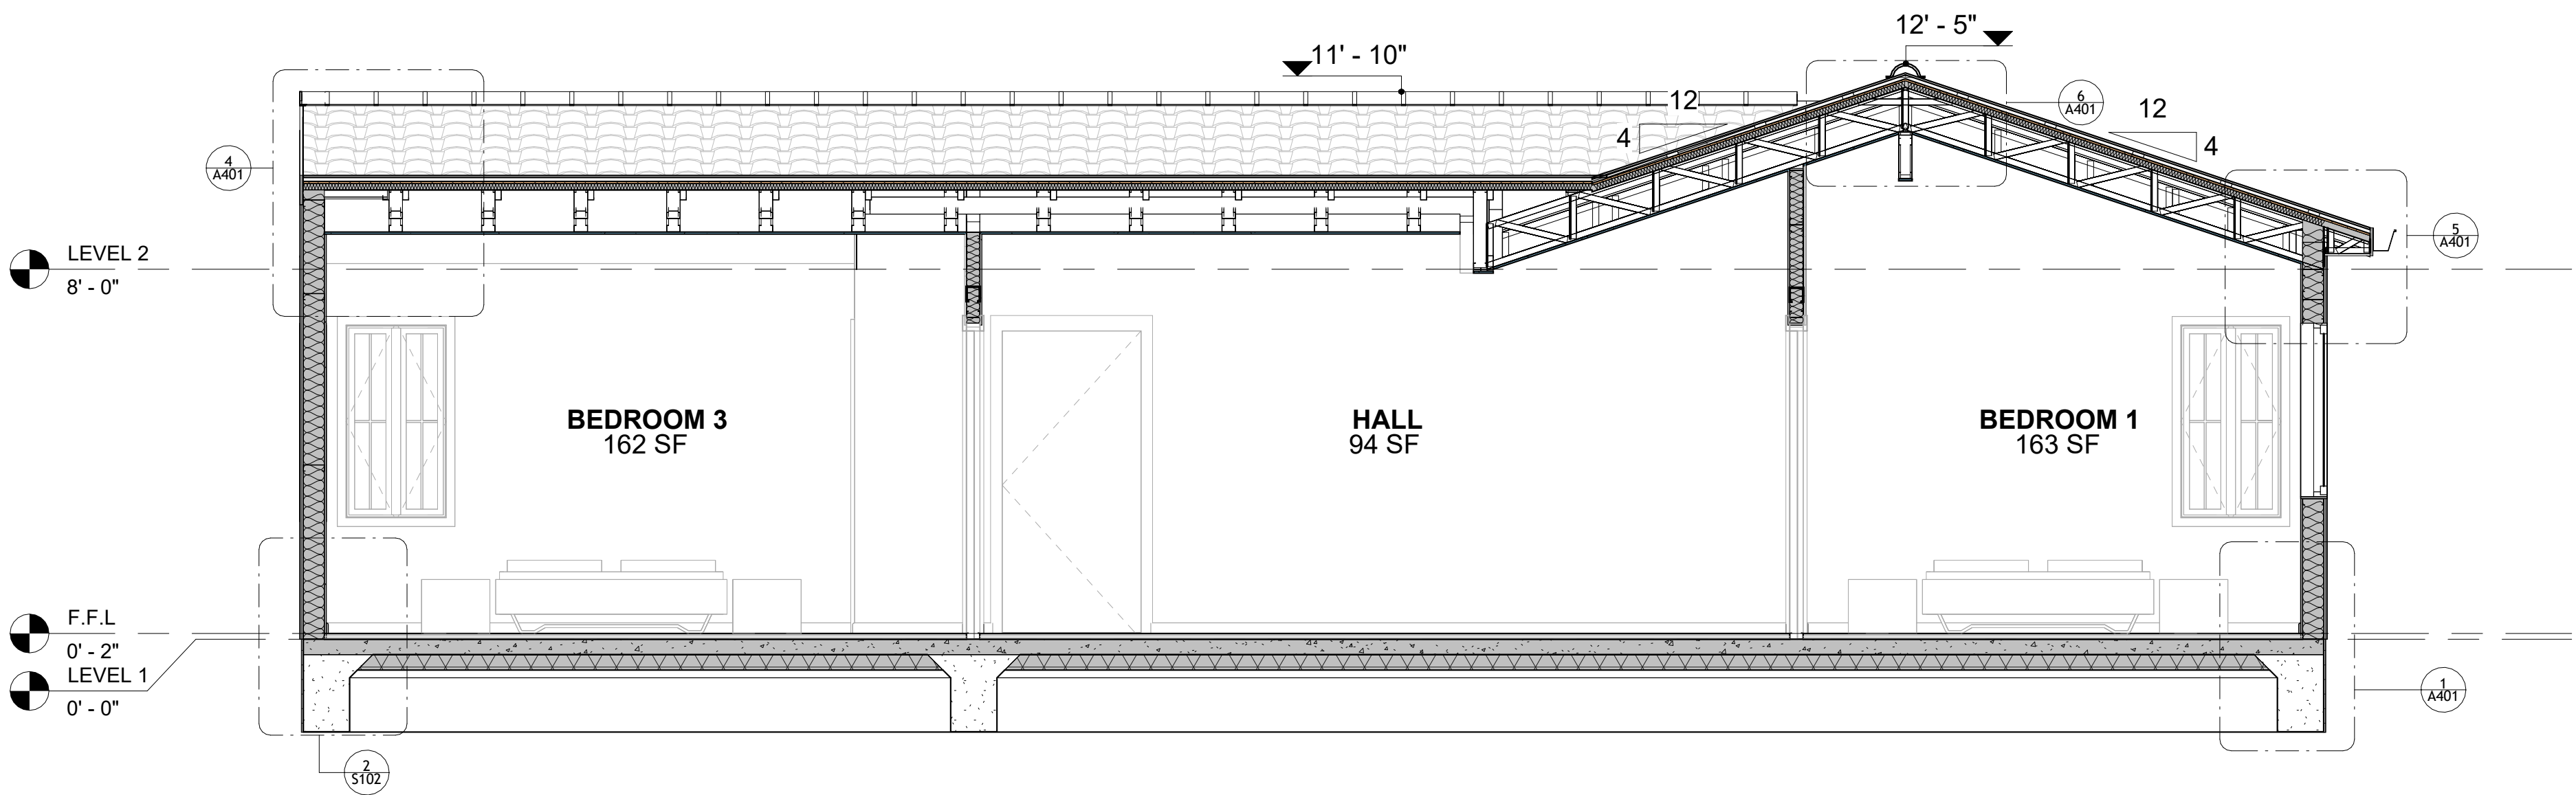 12' - 5"
11' - 10"
12
4
6
A401
12
4
4
A401
5
A401
LEVEL 2
8' - 0"
BEDROOM 3
162 SF
HALL
94 SF
BEDROOM 1
163 SF
F.F.L
0' - 2"
LEVEL 1
0' - 0"
1
A401
2
S102